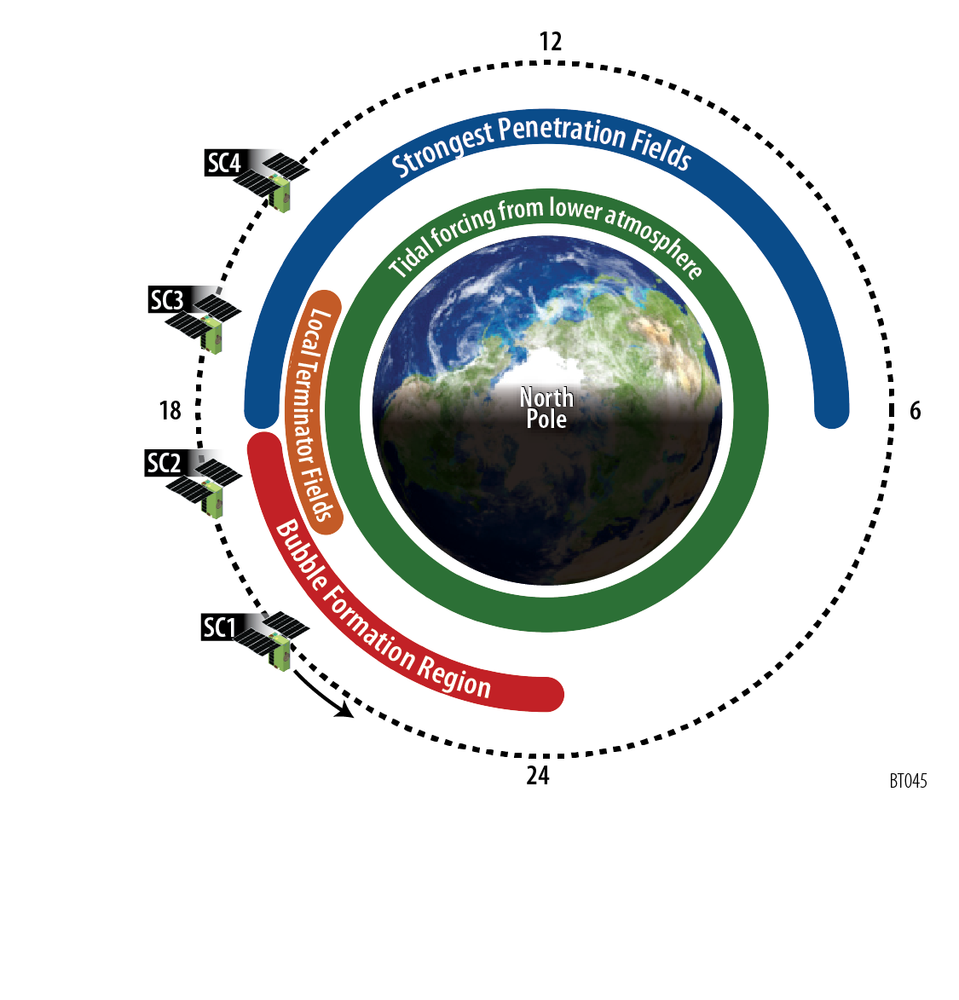 12
Strongest Penetration Fields
SC4
Tidal forcing from lower atmosphere
SC3
Local Terminator Fields
North
Pole
18
6
SC2
Bubble Formation Region
SC1
24
BT045